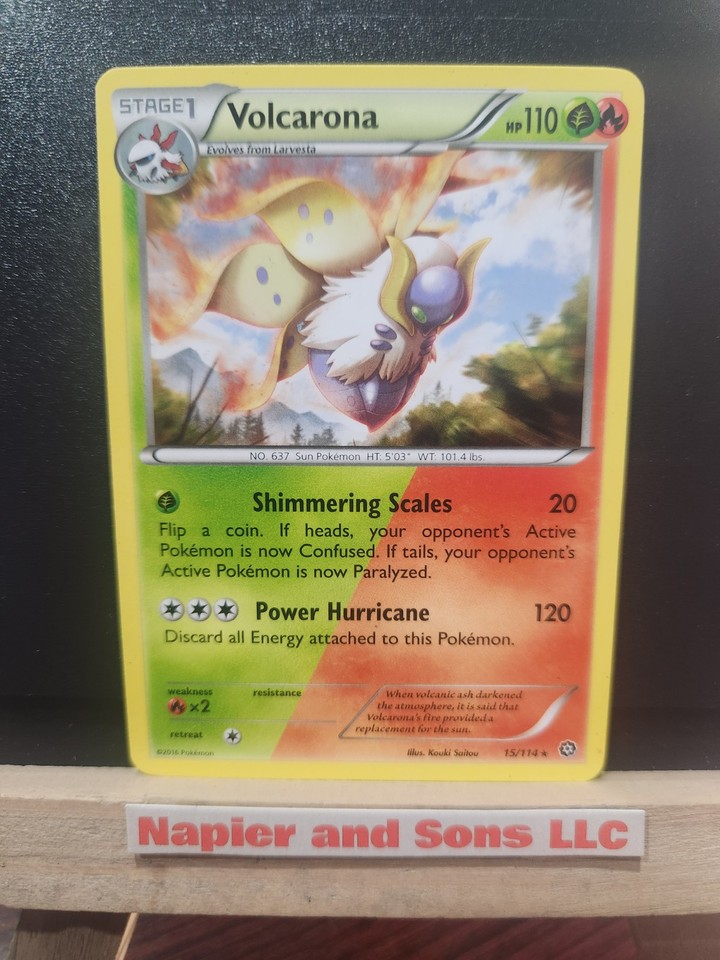 STAGE1 Volcarona HP110
Evolves from Larvesta
NO. 637 Sun Pokémon HT: 5'03" WT: 101.4 lbs.
Shimmering Scales 20
Flip a coin. If heads, your opponent's Active
Pokémon is now Confused. If tails, your opponent's
Active Pokémon is now Paralyzed.
Power Hurricane 120
Discard all Energy attached to this Pokémon.
weakness resistance
×2
retreat
When volcanic ash darkened
the atmosphere, it is said that
Volcarona's fire provided a
replacement for the sun.
©2016 Pokémon Illus. Kouki Saitou 15/114 ★
Napier and Sons LLC